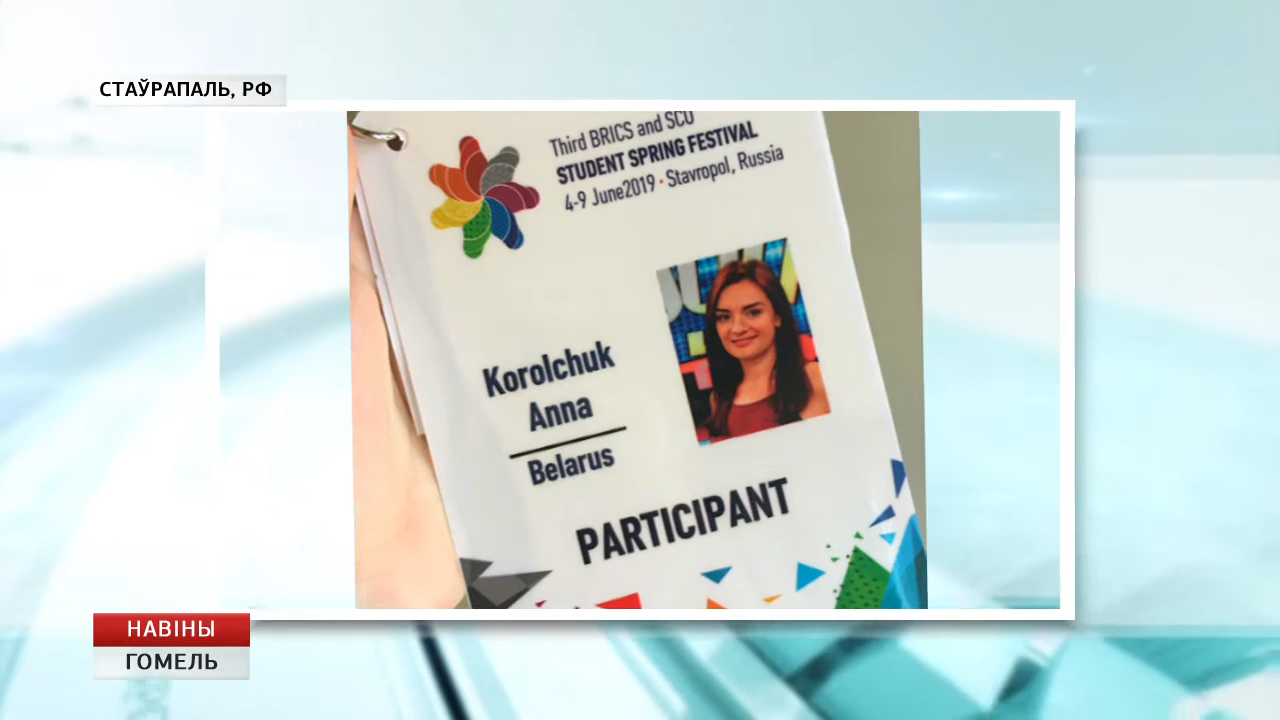 СТАЎРАПАЛЬ, РФ
Third BRICS and SCO
STUDENT SPRING FESTIVAL
4-9 June2019 • Stavropol, Russia
Korolchuk
Anna
Belarus
PARTICIPANT
НАВІНЫ
ГОМЕЛЬ